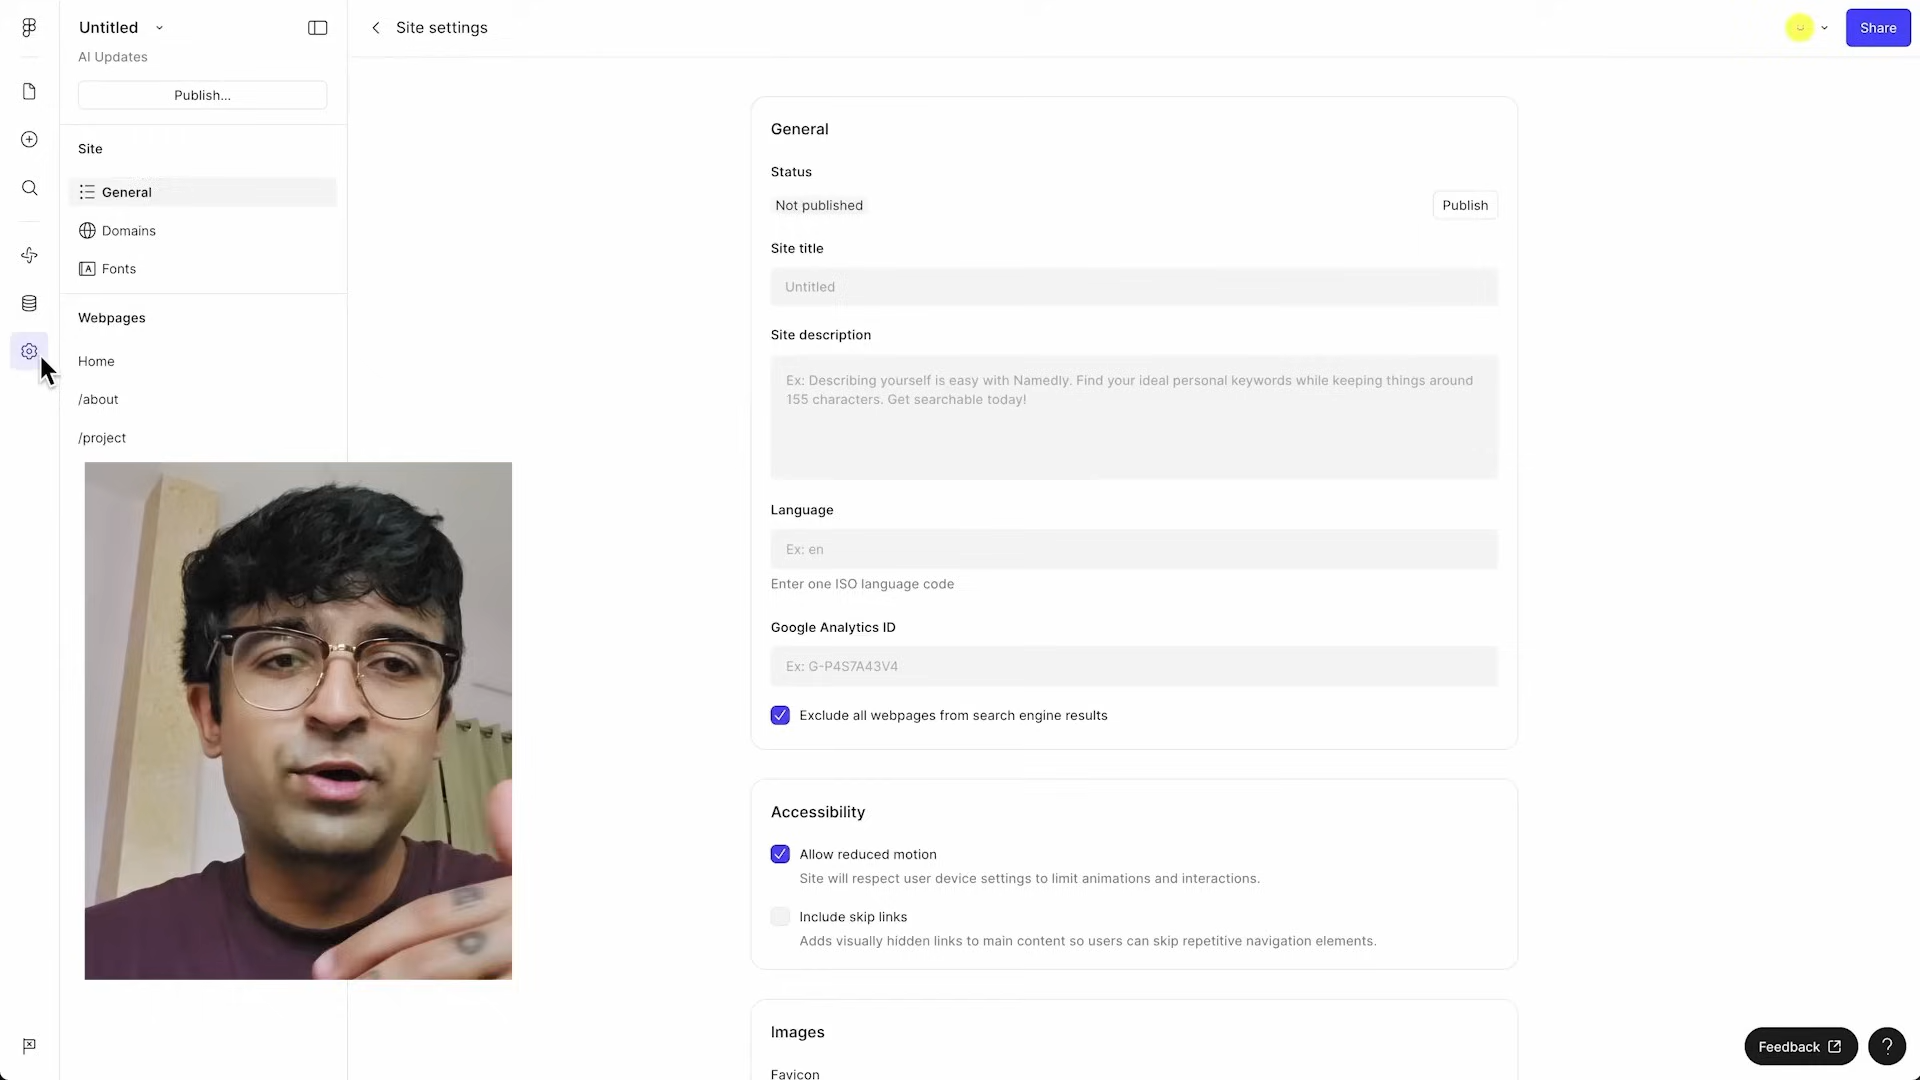 Untitled
AI Updates
Publish...
Site
General
Domains
Fonts
Webpages
Home
/about
/project
Site settings
Share
General
Status
Not published
Publish
Site title
Untitled
Site description
Ex: Describing yourself is easy with Namedly. Find your ideal personal keywords while keeping things around
155 characters. Get searchable today!
Language
Ex: en
Enter one ISO language code
Google Analytics ID
Ex: G-P4S7A43V4
Exclude all webpages from search engine results
Accessibility
Allow reduced motion
Site will respect user device settings to limit animations and interactions.
Include skip links
Adds visually hidden links to main content so users can skip repetitive navigation elements.
Images
Favicon
Feedback
?